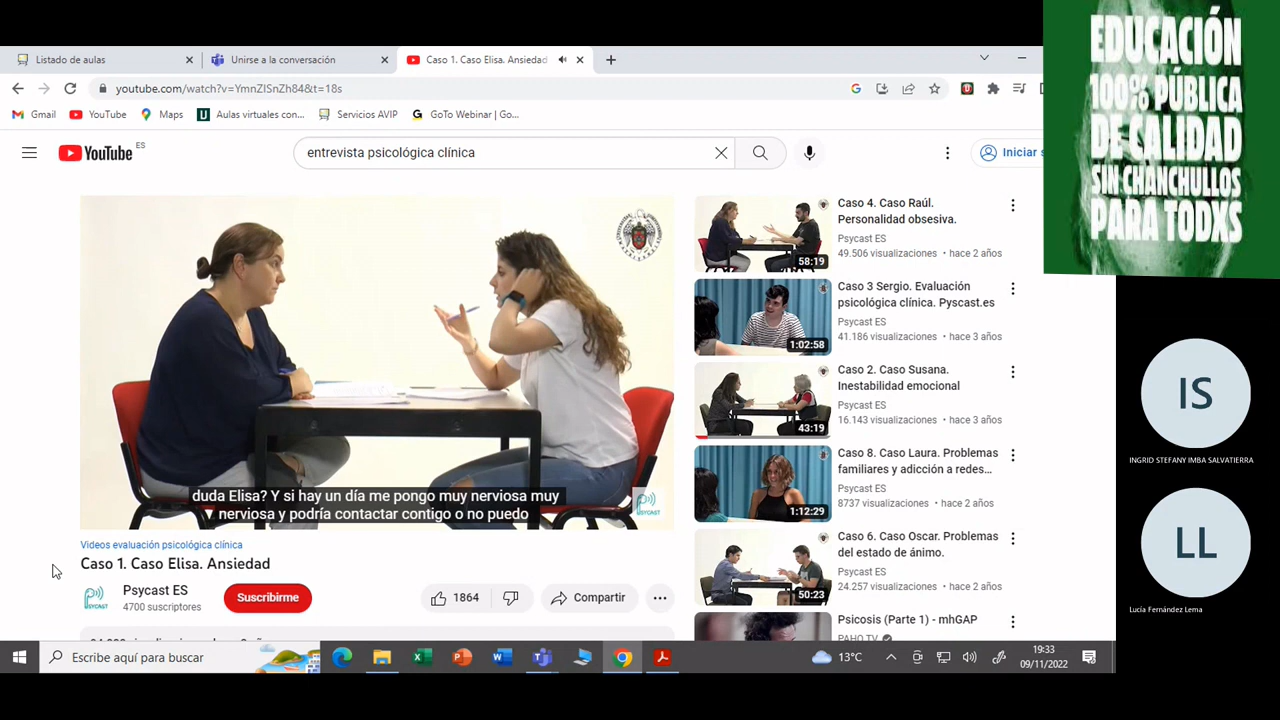 Listado de aulas
Unirse a la conversación
Caso 1. Caso Elisa. Ansiedad
youtube.com/watch?v=YmnZISnZh84&t=18s
Gmail
YouTube
Maps
Aulas virtuales con...
Servicios AVIP
GoTo Webinar | Go...
YouTube ES
entrevista psicológica clínica
Iniciar s
EDUCACIÓN
100% PÚBLICA
DE CALIDAD
SIN CHANCHULLOS
PARA TODXS
duda Elisa? Y si hay un día me pongo muy nerviosa muy
nerviosa y podría contactar contigo o no puedo
PSYCAST
Videos evaluación psicológica clínica
Caso 1. Caso Elisa. Ansiedad
PSYCAST
Psycast ES
4700 suscriptores
Suscribirme
1864
Compartir
Caso 4. Caso Raúl.
Personalidad obsesiva.
Psycast ES
49.506 visualizaciones • hace 2 años
58:19
Caso 3 Sergio. Evaluación
psicológica clínica. Pyscast.es
Psycast ES
41.186 visualizaciones • hace 3 años
1:02:58
Caso 2. Caso Susana.
Inestabilidad emocional
Psycast ES
16.143 visualizaciones • hace 3 años
43:19
Caso 8. Caso Laura. Problemas
familiares y adicción a redes...
Psycast ES
8737 visualizaciones • hace 2 años
1:12:29
Caso 6. Caso Oscar. Problemas
del estado de ánimo.
Psycast ES
24.257 visualizaciones • hace 2 años
50:23
Psicosis (Parte 1) - mhGAP
PAHO TV
IS
INGRID STEFANY IMBA SALVATIERRA
LL
Lucía Fernández Lema
Escribe aquí para buscar
13°C
19:33
09/11/2022